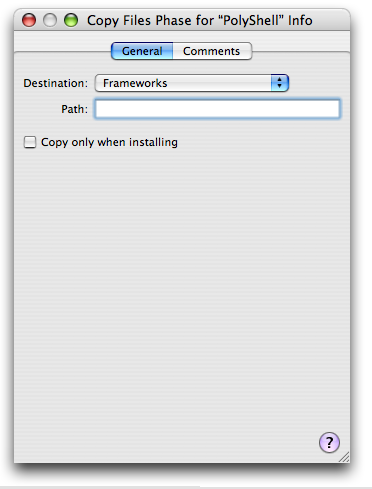 Copy Files Phase for “PolyShell” Info
General Comments
Destination: Frameworks
Path:
Copy only when installing
?